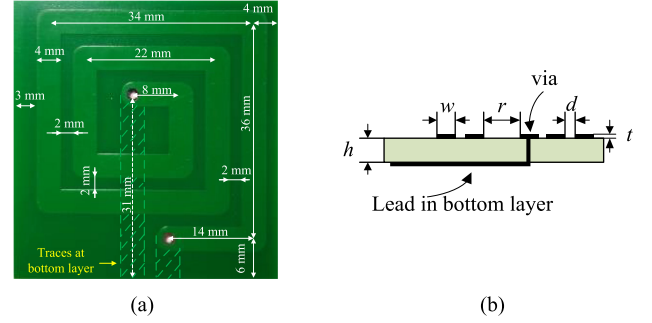 34 mm
4 mm
4 mm
22 mm
8 mm
3 mm
2 mm
36 mm
2 mm
2 mm
31 mm
14 mm
6 mm
Traces at
bottom layer
(a)
via
w
r
d
t
h
Lead in bottom layer
(b)